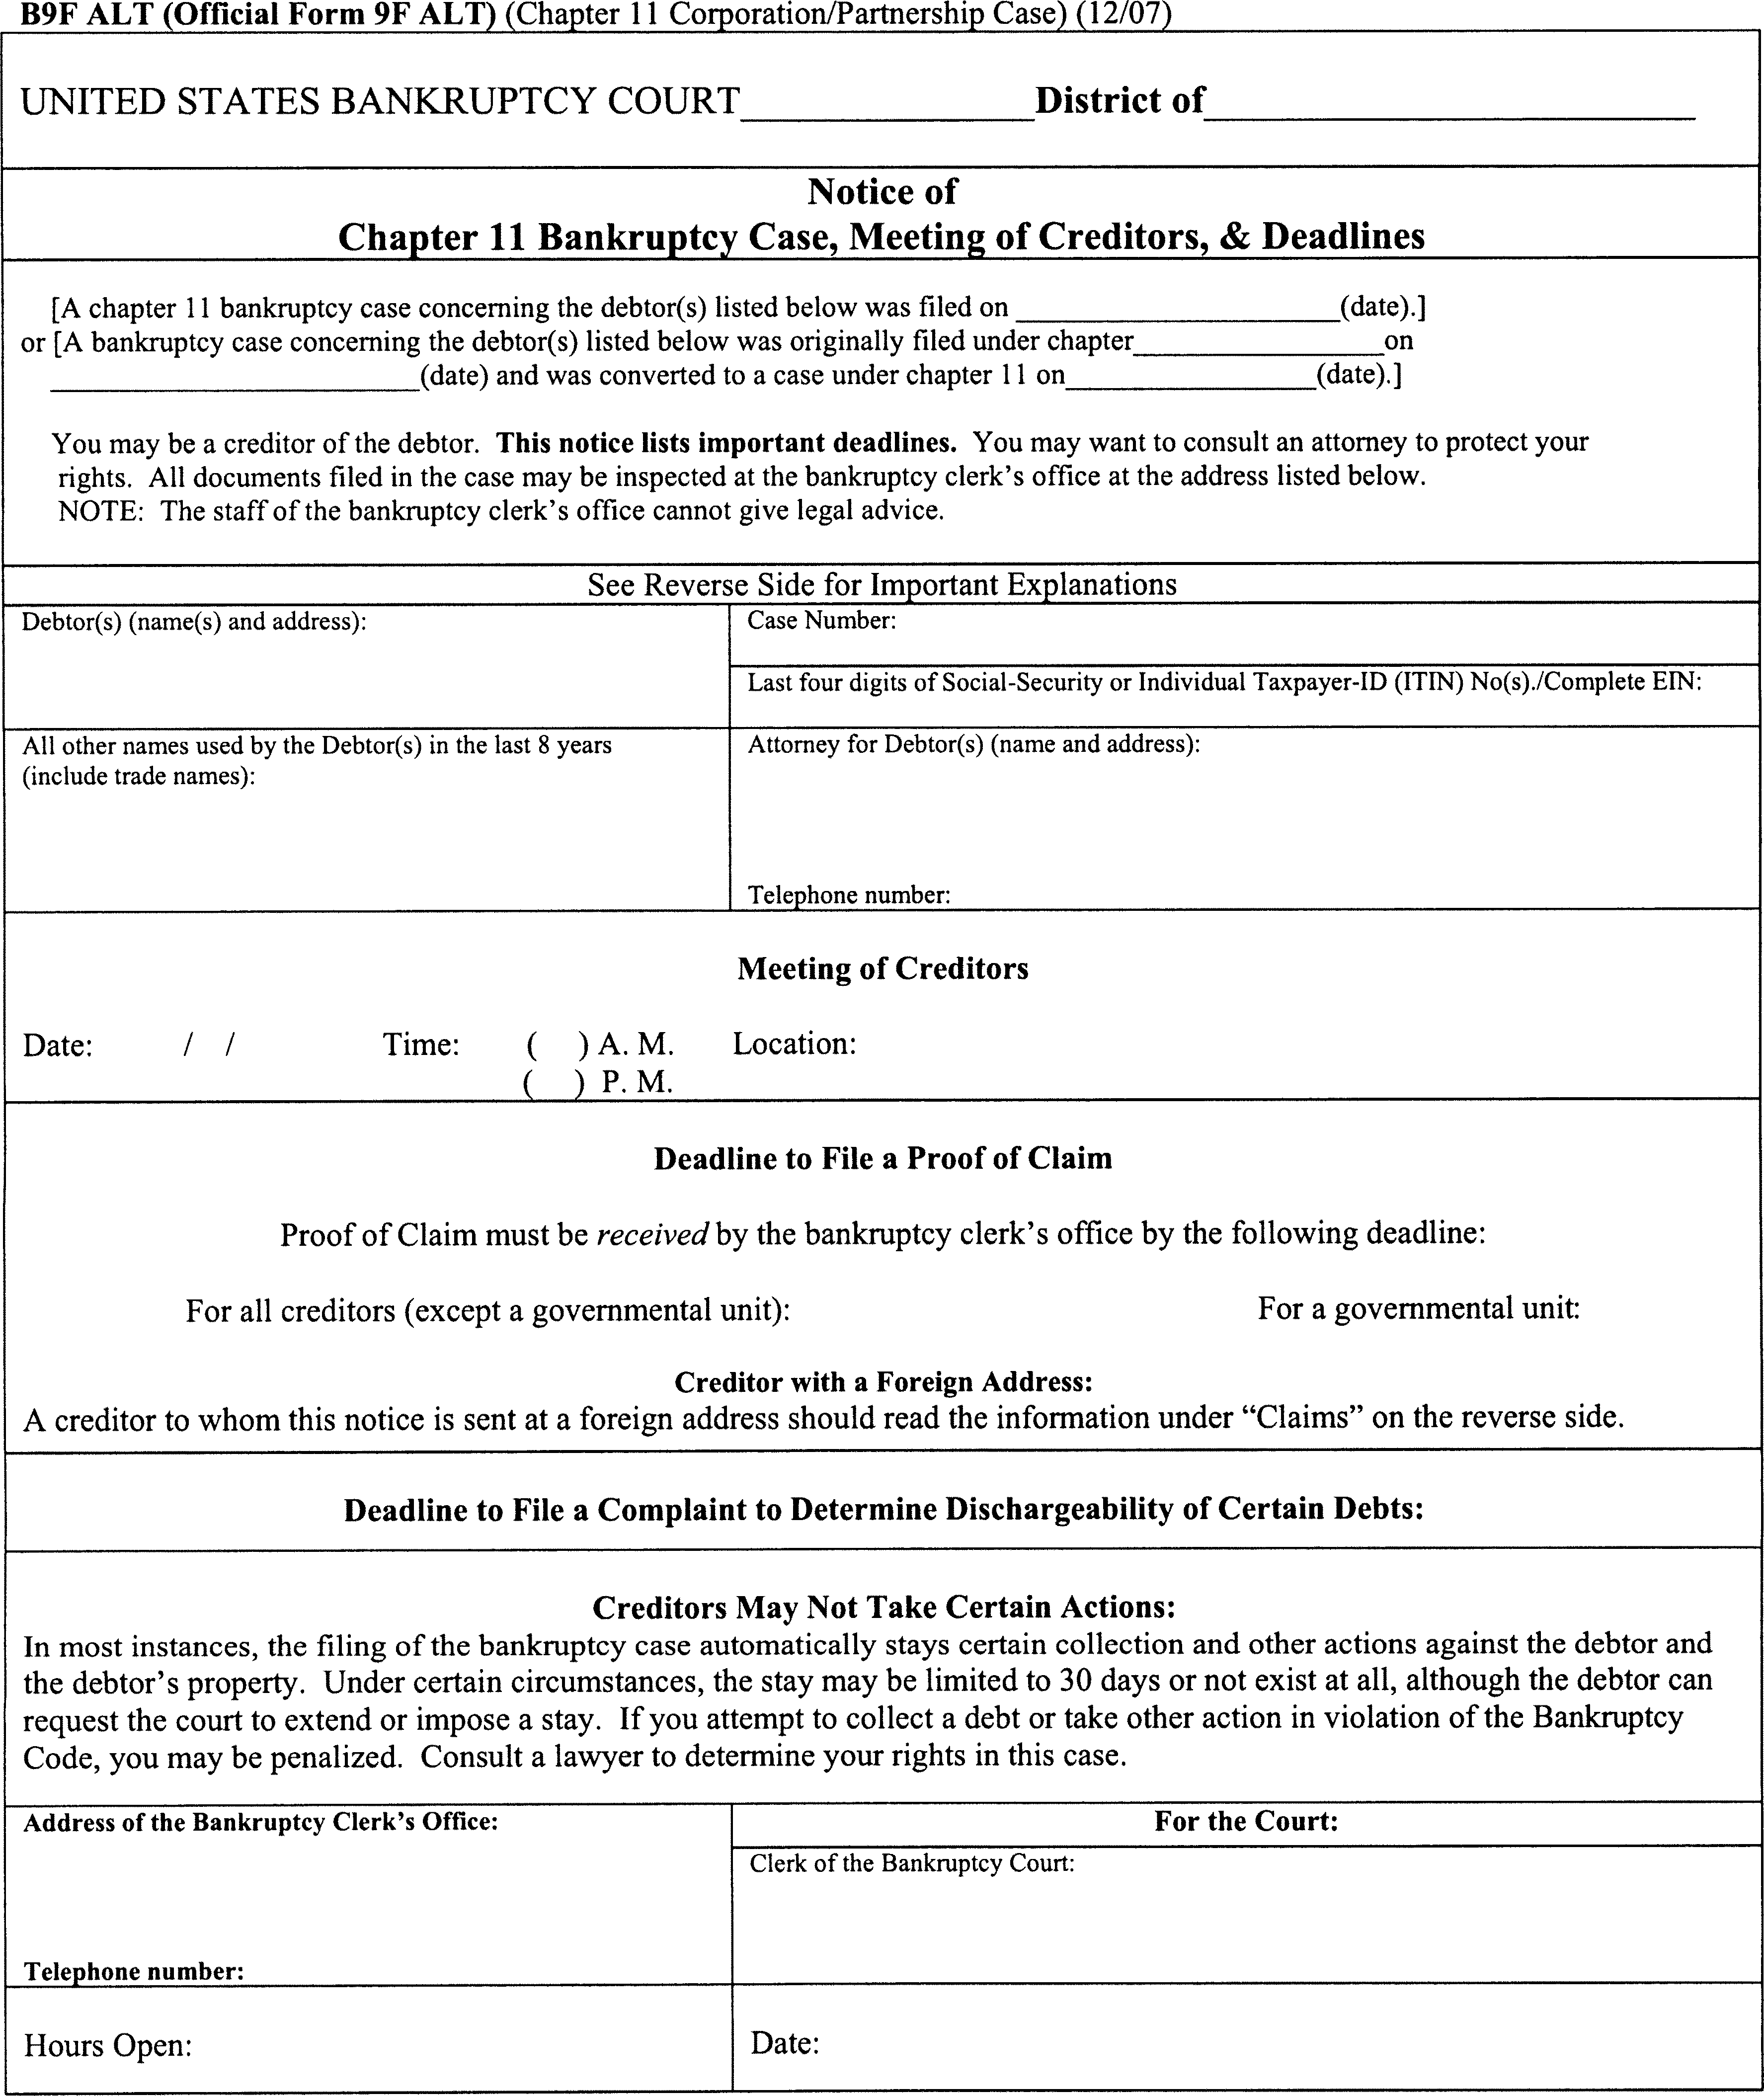 B9F ALT (Official Form 9F ALT) (Chapter 11 Corporation/Partnership Case) (12/07)
UNITED STATES BANKRUPTCY COURT____________District of____________________
Notice of
Chapter 11 Bankruptcy Case, Meeting of Creditors, & Deadlines
[A chapter 11 bankruptcy case concerning the debtor(s) listed below was filed on ____________________(date).]
or [A bankruptcy case concerning the debtor(s) listed below was originally filed under chapter________________on
_______________________(date) and was converted to a case under chapter 11 on________________(date).]
You may be a creditor of the debtor. This notice lists important deadlines. You may want to consult an attorney to protect your
rights. All documents filed in the case may be inspected at the bankruptcy clerk's office at the address listed below.
NOTE: The staff of the bankruptcy clerk's office cannot give legal advice.
See Reverse Side for Important Explanations
Debtor(s) (name(s) and address):
Case Number:
Last four digits of Social-Security or Individual Taxpayer-ID (ITIN) No(s)./Complete EIN:
All other names used by the Debtor(s) in the last 8 years
(include trade names):
Attorney for Debtor(s) (name and address):
Telephone number:
Meeting of Creditors
Date: / / Time: ( ) A. M. Location:
( ) P. M.
Deadline to File a Proof of Claim
Proof of Claim must be received by the bankruptcy clerk's office by the following deadline:
For all creditors (except a governmental unit): For a governmental unit:
Creditor with a Foreign Address:
A creditor to whom this notice is sent at a foreign address should read the information under “Claims” on the reverse side.
Deadline to File a Complaint to Determine Dischargeability of Certain Debts:
Creditors May Not Take Certain Actions:
In most instances, the filing of the bankruptcy case automatically stays certain collection and other actions against the debtor and
the debtor's property. Under certain circumstances, the stay may be limited to 30 days or not exist at all, although the debtor can
request the court to extend or impose a stay. If you attempt to collect a debt or take other action in violation of the Bankruptcy
Code, you may be penalized. Consult a lawyer to determine your rights in this case.
Address of the Bankruptcy Clerk's Office:
Telephone number:
For the Court:
Clerk of the Bankruptcy Court:
Hours Open:
Date: